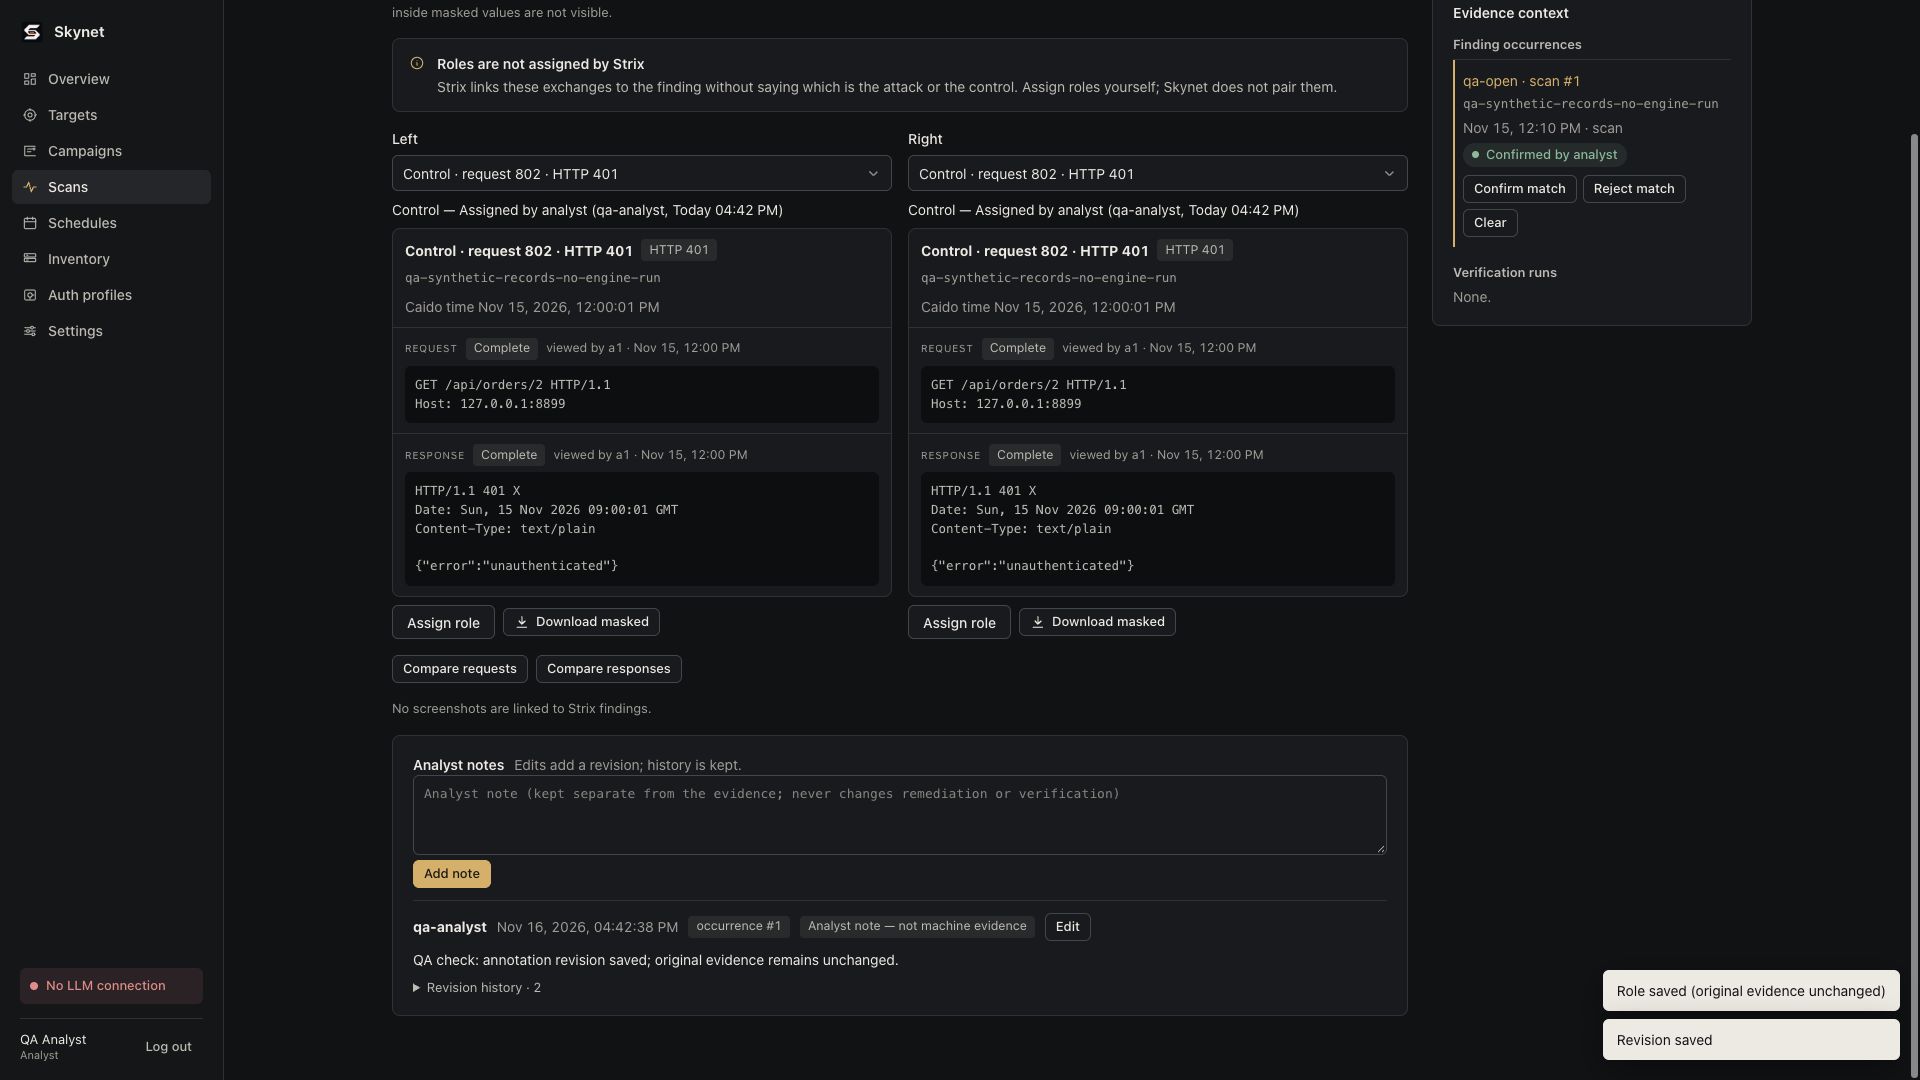 Skynet
Overview
Targets
Campaigns
Scans
Schedules
Inventory
Auth profiles
Settings
No LLM connection
QA Analyst
Analyst
Log out
inside masked values are not visible.
Roles are not assigned by Strix
Strix links these exchanges to the finding without saying which is the attack or the control. Assign roles yourself; Skynet does not pair them.
Left
Control · request 802 · HTTP 401
Control — Assigned by analyst (qa-analyst, Today 04:42 PM)
Control · request 802 · HTTP 401 HTTP 401
qa-synthetic-records-no-engine-run
Caido time Nov 15, 2026, 12:00:01 PM
REQUEST Complete viewed by a1 · Nov 15, 12:00 PM
GET /api/orders/2 HTTP/1.1
Host: 127.0.0.1:8899
RESPONSE Complete viewed by a1 · Nov 15, 12:00 PM
HTTP/1.1 401 X
Date: Sun, 15 Nov 2026 09:00:01 GMT
Content-Type: text/plain
{"error":"unauthenticated"}
Assign role Download masked
Right
Control · request 802 · HTTP 401
Control — Assigned by analyst (qa-analyst, Today 04:42 PM)
Control · request 802 · HTTP 401 HTTP 401
qa-synthetic-records-no-engine-run
Caido time Nov 15, 2026, 12:00:01 PM
REQUEST Complete viewed by a1 · Nov 15, 12:00 PM
GET /api/orders/2 HTTP/1.1
Host: 127.0.0.1:8899
RESPONSE Complete viewed by a1 · Nov 15, 12:00 PM
HTTP/1.1 401 X
Date: Sun, 15 Nov 2026 09:00:01 GMT
Content-Type: text/plain
{"error":"unauthenticated"}
Assign role Download masked
Compare requests Compare responses
No screenshots are linked to Strix findings.
Analyst notes Edits add a revision; history is kept.
Analyst note (kept separate from the evidence; never changes remediation or verification)
Add note
qa-analyst Nov 16, 2026, 04:42:38 PM occurrence #1 Analyst note — not machine evidence Edit
QA check: annotation revision saved; original evidence remains unchanged.
Revision history · 2
Evidence context
Finding occurrences
qa-open · scan #1
qa-synthetic-records-no-engine-run
Nov 15, 12:10 PM · scan
Confirmed by analyst
Confirm match Reject match
Clear
Verification runs
None.
Role saved (original evidence unchanged)
Revision saved